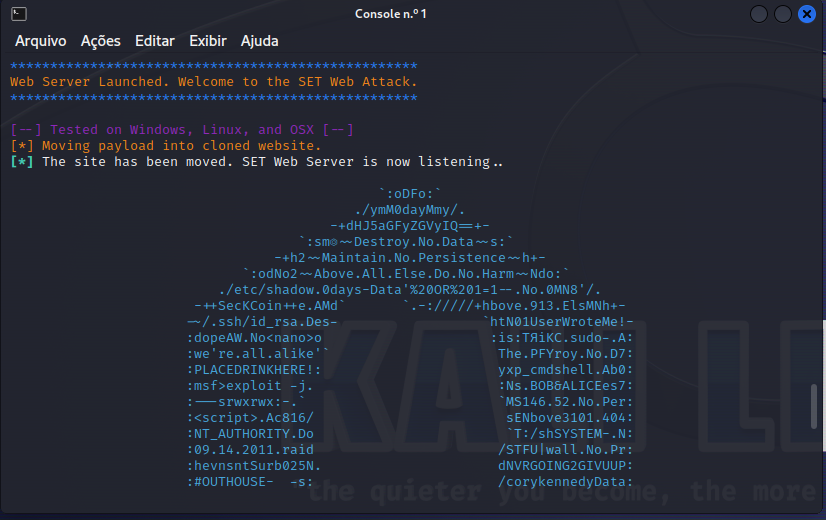 Console n.º 1
Arquivo Ações Editar Exibir Ajuda
***************************************************
Web Server Launched. Welcome to the SET Web Attack.
***************************************************
[--] Tested on Windows, Linux, and OSX [--]
[*] Moving payload into cloned website.
[*] The site has been moved. SET Web Server is now listening..
`:oDFo:`
./ymM0dayMmy/.
-+dHJ5aGFyZGVyIQ==+-
`:sm⏣~~Destroy.No.Data~~s:`
-+h2~~Maintain.No.Persistence~~h+-
`:odNo2~~Above.All.Else.Do.No.Harm~~Ndo:`
./etc/shadow.0days-Data'%20OR%201=1--.No.0MN8'/.
-++SecKCoin++e.AMd` `.-://///+hbove.913.ElsMNh+-
~~/.ssh/id_rsa.Des- `htN01UserWroteMe!-
:dopeAW.No<nano>o :is:TЯiKC.sudo-.A:
:we're.all.alike'` The.PFYroy.No.D7:
:PLACEDRINKHERE!: yxp_cmdshell.Ab0:
:msf>exploit -j. :Ns.BOB&ALICEes7:
:---srwxrwx:-.` `MS146.52.No.Per:
:<script>.Ac816/ sENbove3101.404:
:NT_AUTHORITY.Do `T:/shSYSTEM-.N:
:09.14.2011.raid /STFU|wall.No.Pr:
:hevnsntSurb025N. dNVRGOING2GIVUUP:
:#OUTHOUSE- -s: /corykennedyData:
KALI LI
the quieter you become, the more